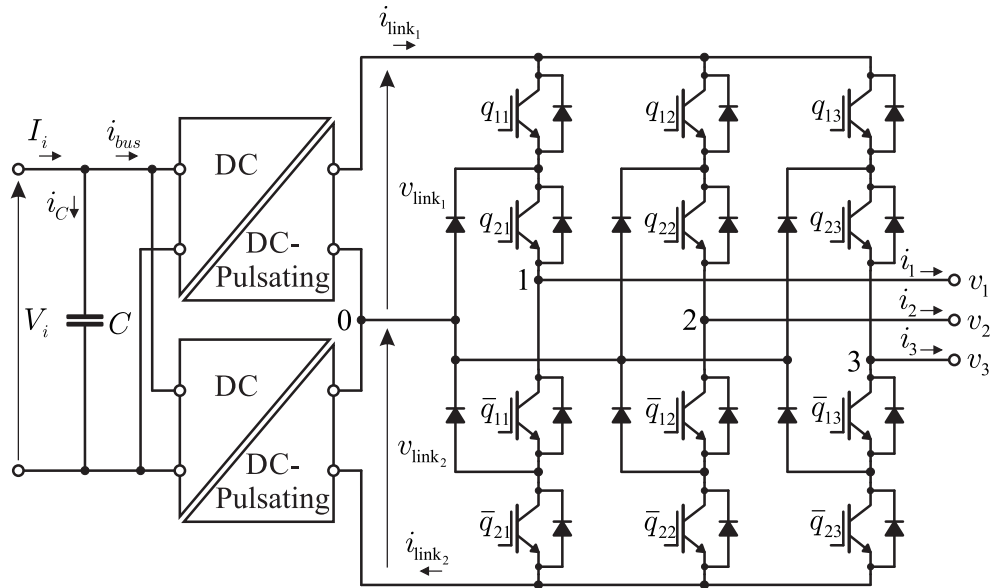 i_link₁
I_i
i_bus
i_C
V_i
C
DC
DC-
Pulsating
DC
DC-
Pulsating
v_link₁
v_link₂
i_link₂
0
q₁₁
q₁₂
q₁₃
q₂₁
q₂₂
q₂₃
1
2
3
i₁
v₁
i₂
v₂
i₃
v₃
q̅₁₁
q̅₁₂
q̅₁₃
q̅₂₁
q̅₂₂
q̅₂₃